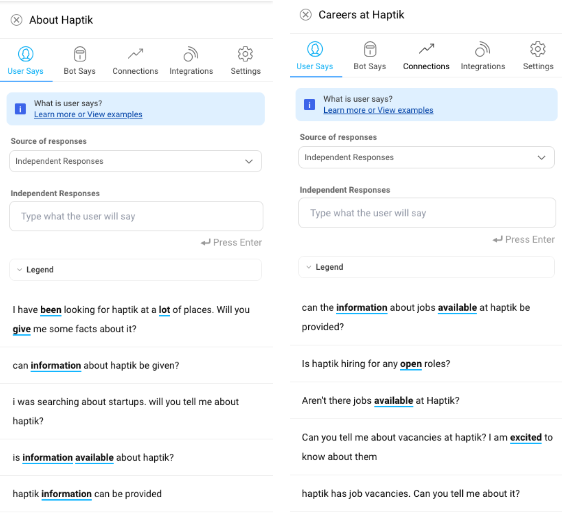 About Haptik
User Says
Bot Says
Connections
Integrations
Settings
What is user says?
Learn more or View examples
Source of responses
Independent Responses
Independent Responses
Type what the user will say
Press Enter
Legend
I have been looking for haptik at a lot of places. Will you
give me some facts about it?
can information about haptik be given?
i was searching about startups. will you tell me about
haptik?
is information available about haptik?
haptik information can be provided
Careers at Haptik
User Says
Bot Says
Connections
Integrations
Settings
What is user says?
Learn more or View examples
Source of responses
Independent Responses
Independent Responses
Type what the user will say
Press Enter
Legend
can the information about jobs available at haptik be
provided?
Is haptik hiring for any open roles?
Aren't there jobs available at Haptik?
Can you tell me about vacancies at haptik? I am excited to
know about them
haptik has job vacancies. Can you tell me about it?